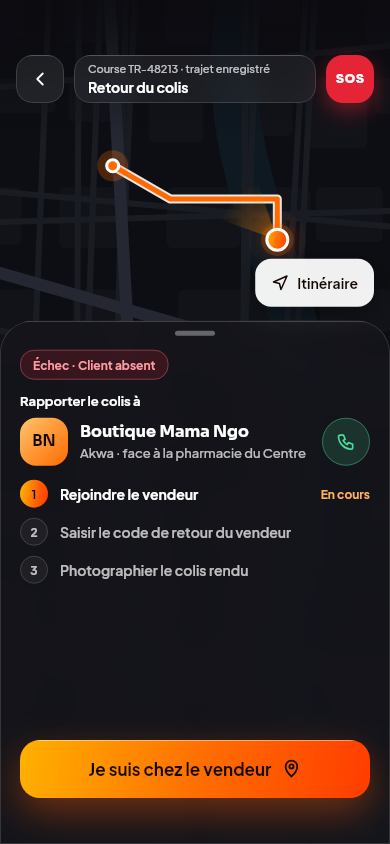 Course TR-48213 · trajet enregistré
Retour du colis
SOS
Itinéraire
Échec · Client absent
Rapporter le colis à
BN
Boutique Mama Ngo
Akwa · face à la pharmacie du Centre
1 Rejoindre le vendeur En cours
2 Saisir le code de retour du vendeur
3 Photographier le colis rendu
Je suis chez le vendeur